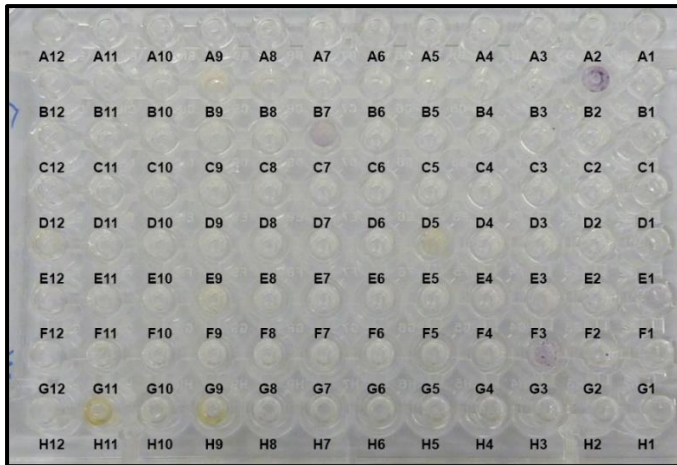 A12 A11 A10 A9 A8 A7 A6 A5 A4 A3 A2 A1
B12 B11 B10 B9 B8 B7 B6 B5 B4 B3 B2 B1
C12 C11 C10 C9 C8 C7 C6 C5 C4 C3 C2 C1
D12 D11 D10 D9 D8 D7 D6 D5 D4 D3 D2 D1
E12 E11 E10 E9 E8 E7 E6 E5 E4 E3 E2 E1
F12 F11 F10 F9 F8 F7 F6 F5 F4 F3 F2 F1
G12 G11 G10 G9 G8 G7 G6 G5 G4 G3 G2 G1
H12 H11 H10 H9 H8 H7 H6 H5 H4 H3 H2 H1